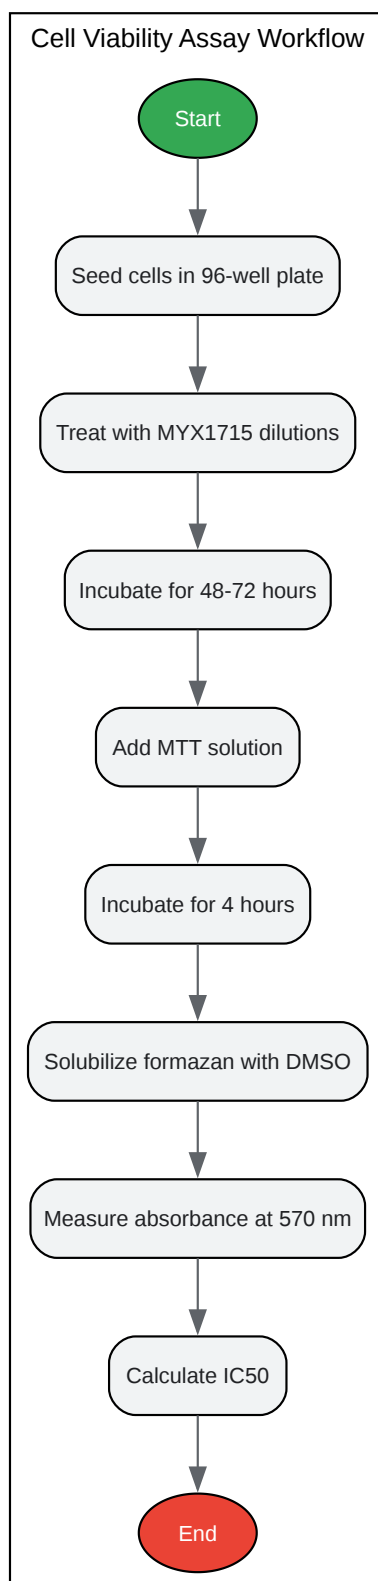 Cell Viability Assay Workflow
Start
Seed cells in 96-well plate
Treat with MYX1715 dilutions
Incubate for 48-72 hours
Add MTT solution
Incubate for 4 hours
Solubilize formazan with DMSO
Measure absorbance at 570 nm
Calculate IC50
End